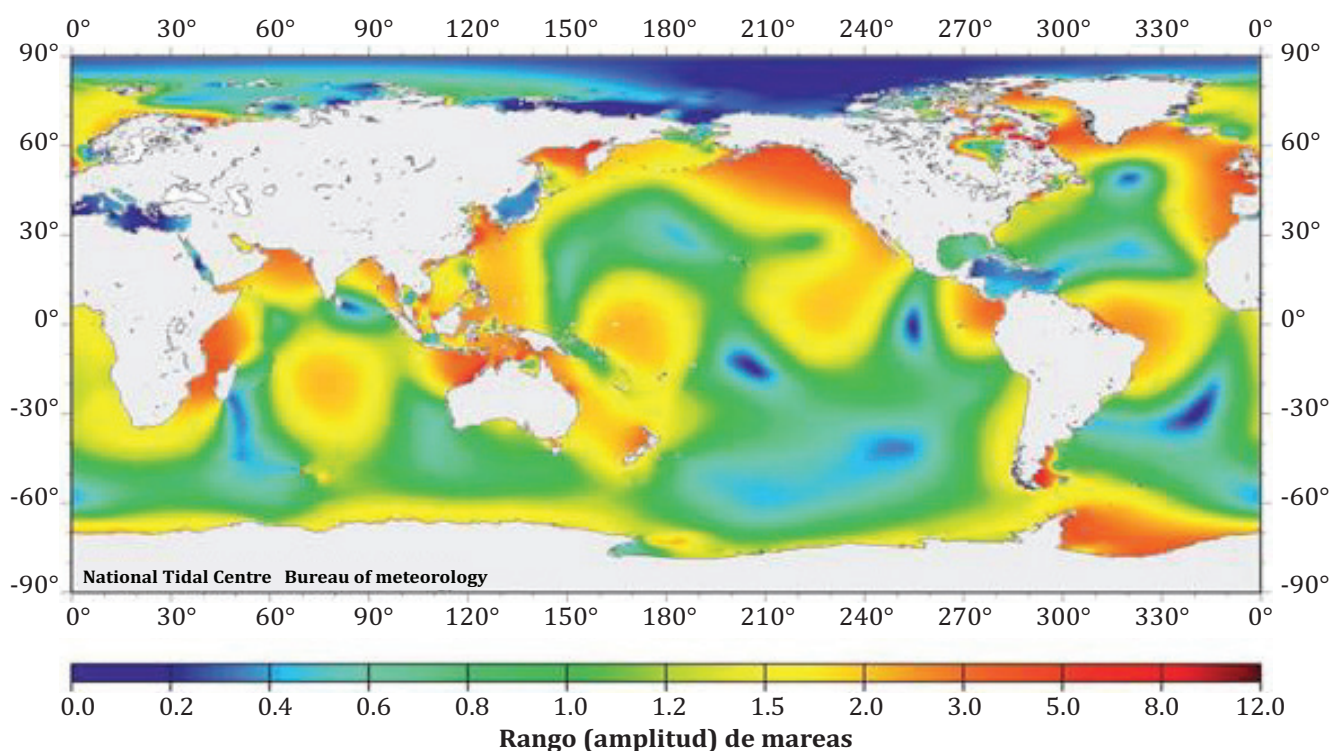 0° 30° 60° 90° 120° 150° 180° 210° 240° 270° 300° 330° 0°
90° 90°
60° 60°
30° 30°
0° 0°
-30° -30°
-60° -60°
National Tidal Centre Bureau of meteorology
-90° -90°
0° 30° 60° 90° 120° 150° 180° 210° 240° 270° 300° 330° 0°
0.0 0.2 0.4 0.6 0.8 1.0 1.2 1.5 2.0 3.0 5.0 8.0 12.0
Rango (amplitud) de mareas